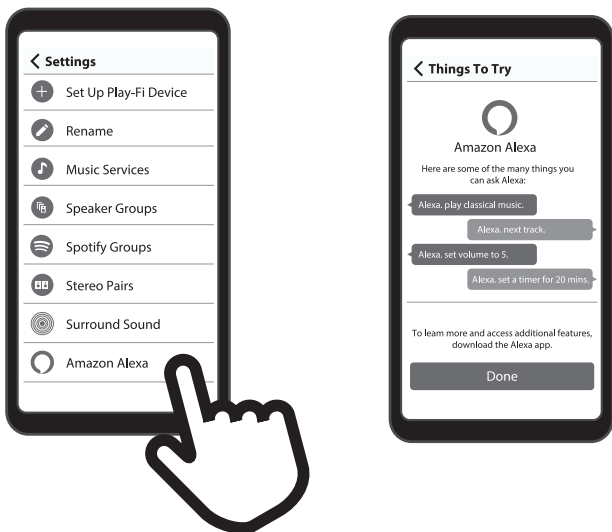 Settings
Set Up Play-Fi Device
Rename
Music Services
Speaker Groups
Spotify Groups
Stereo Pairs
Surround Sound
Amazon Alexa
Things To Try
Amazon Alexa
Here are some of the many things you
can ask Alexa:
Alexa. play classical music.
Alexa. next track.
Alexa. set volume to 5.
Alexa. set a timer for 20 mins.
To leam more and access additional features,
download the Alexa app.
Done